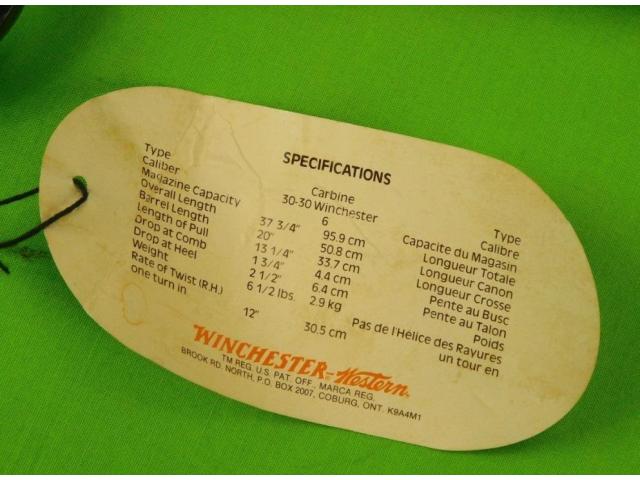 SPECIFICATIONS
Type Carbine Type
Caliber 30-30 Winchester Calibre
Magazine Capacity 6 Capacite du Magasin
Overall Length 37 3/4" 95.9 cm Longueur Totale
Barrel Length 20" 50.8 cm Longueur Canon
Length of Pull 13 1/4" 33.7 cm Longueur Crosse
Drop at Comb 1 3/4" 4.4 cm Pente au Busc
Drop at Heel 2 1/2" 6.4 cm Pente au Talon
Weight 6 1/2 lbs. 2.9 kg Poids
Rate of Twist (R.H.) Pas de l'Hélice des Rayures
one turn in 12" 30.5 cm un tour en
WINCHESTER-Western
TM REG. U.S. PAT. OFF., MARCA REG.
BROOK RD. NORTH, P.O. BOX 2007, COBURG, ONT. K9A4M1